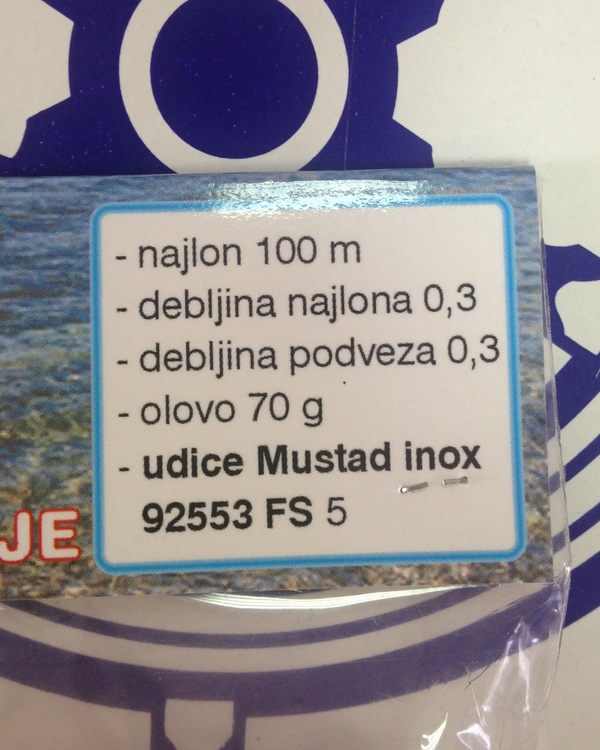 - najlon 100 m
- debljina najlona 0,3
- debljina podveza 0,3
- olovo 70 g
- udice Mustad inox
92553 FS 5
JE